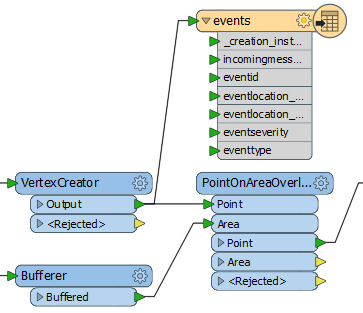 events
_creation_inst...
incomingmess...
eventid
eventlocation_...
eventlocation_...
eventseverity
eventtype
VertexCreator
Output
<Rejected>
PointOnAreaOverl...
Point
Area
Point
Area
<Rejected>
Bufferer
Buffered